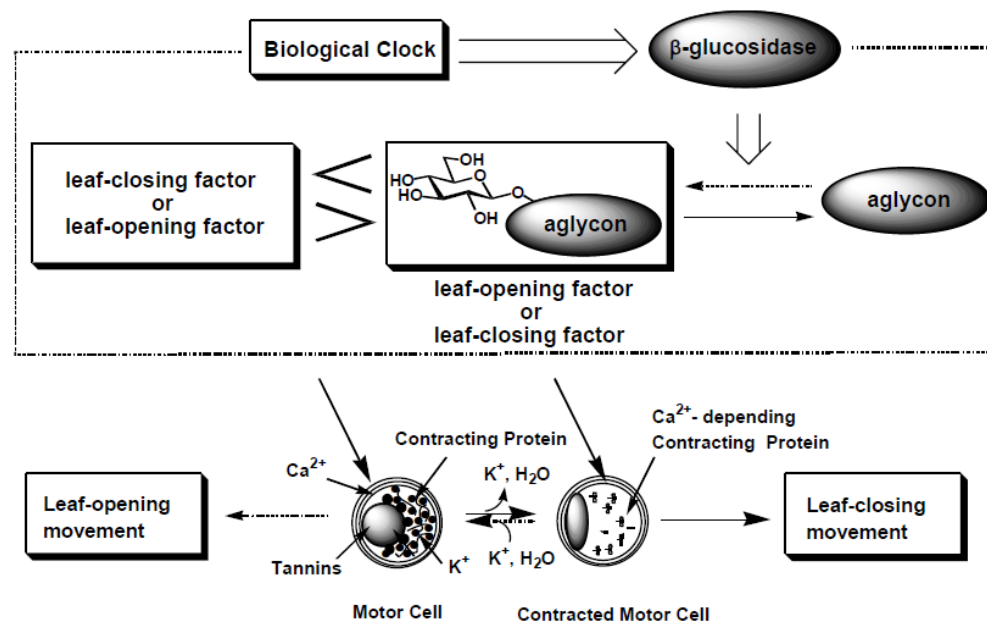 Biological Clock
β-glucosidase
leaf-closing factor
or
leaf-opening factor
<
>
OH
O
HO
HO
OH
O
aglycon
aglycon
leaf-opening factor
or
leaf-closing factor
Ca2+- depending
Contracting Protein
Contracting Protein
Ca2+
K+, H2O
Leaf-opening
movement
Leaf-closing
movement
K+, H2O
Tannins
K+
Motor Cell
Contracted Motor Cell